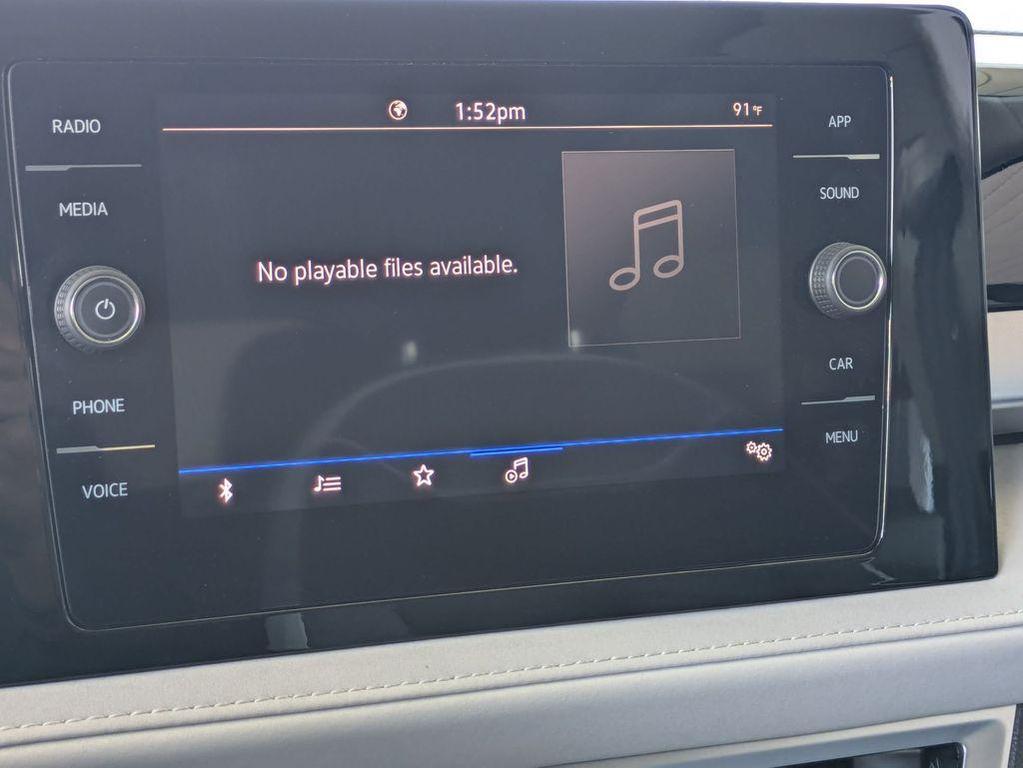 1:52pm
91°F
RADIO
MEDIA
PHONE
VOICE
No playable files available.
APP
SOUND
CAR
MENU